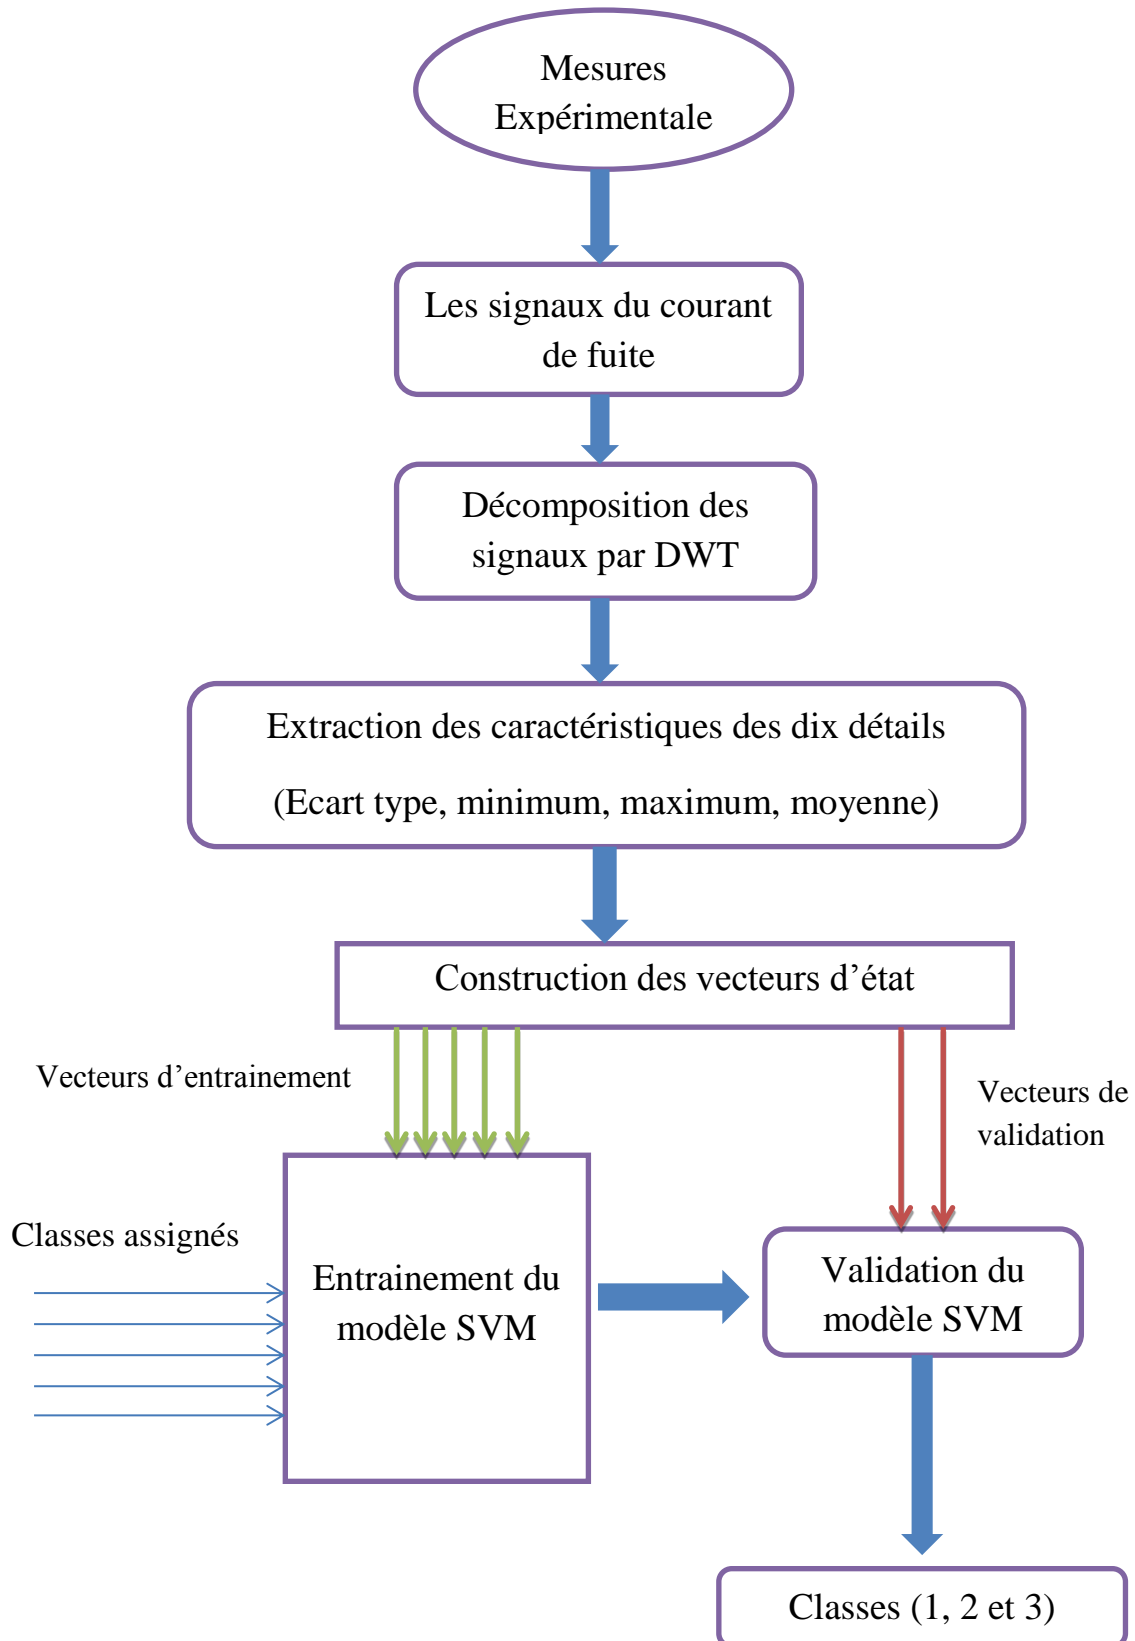 Mesures
Expérimentale
Les signaux du courant
de fuite
Décomposition des
signaux par DWT
Extraction des caractéristiques des dix détails
(Ecart type, minimum, maximum, moyenne)
Construction des vecteurs d’état
Vecteurs d’entrainement
Vecteurs de
validation
Classes assignés
Entrainement du
modèle SVM
Validation du
modèle SVM
Classes (1, 2 et 3)